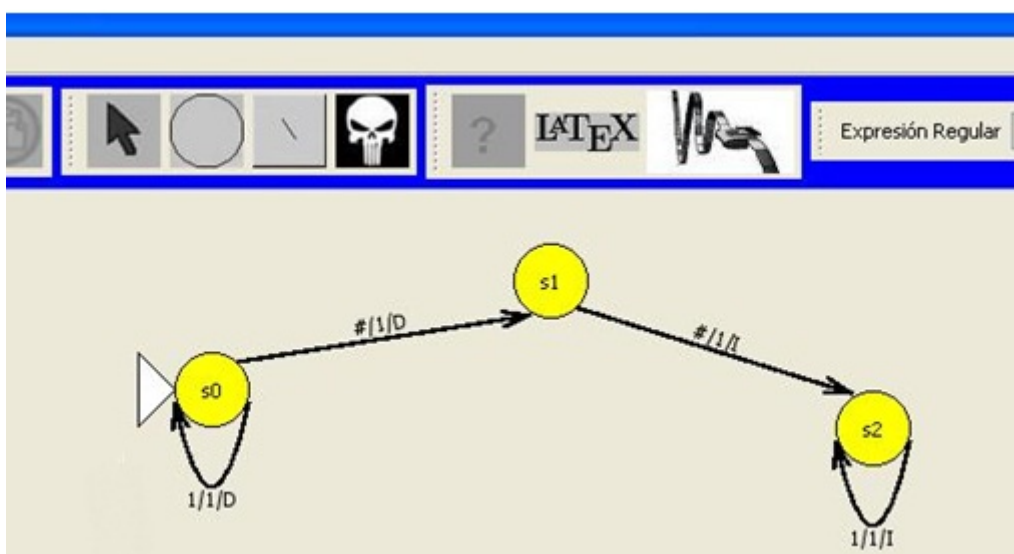 ?
LATEX
Expresión Regular
s1
#/1/D
#/1/I
s0
s2
1/1/D
1/1/I